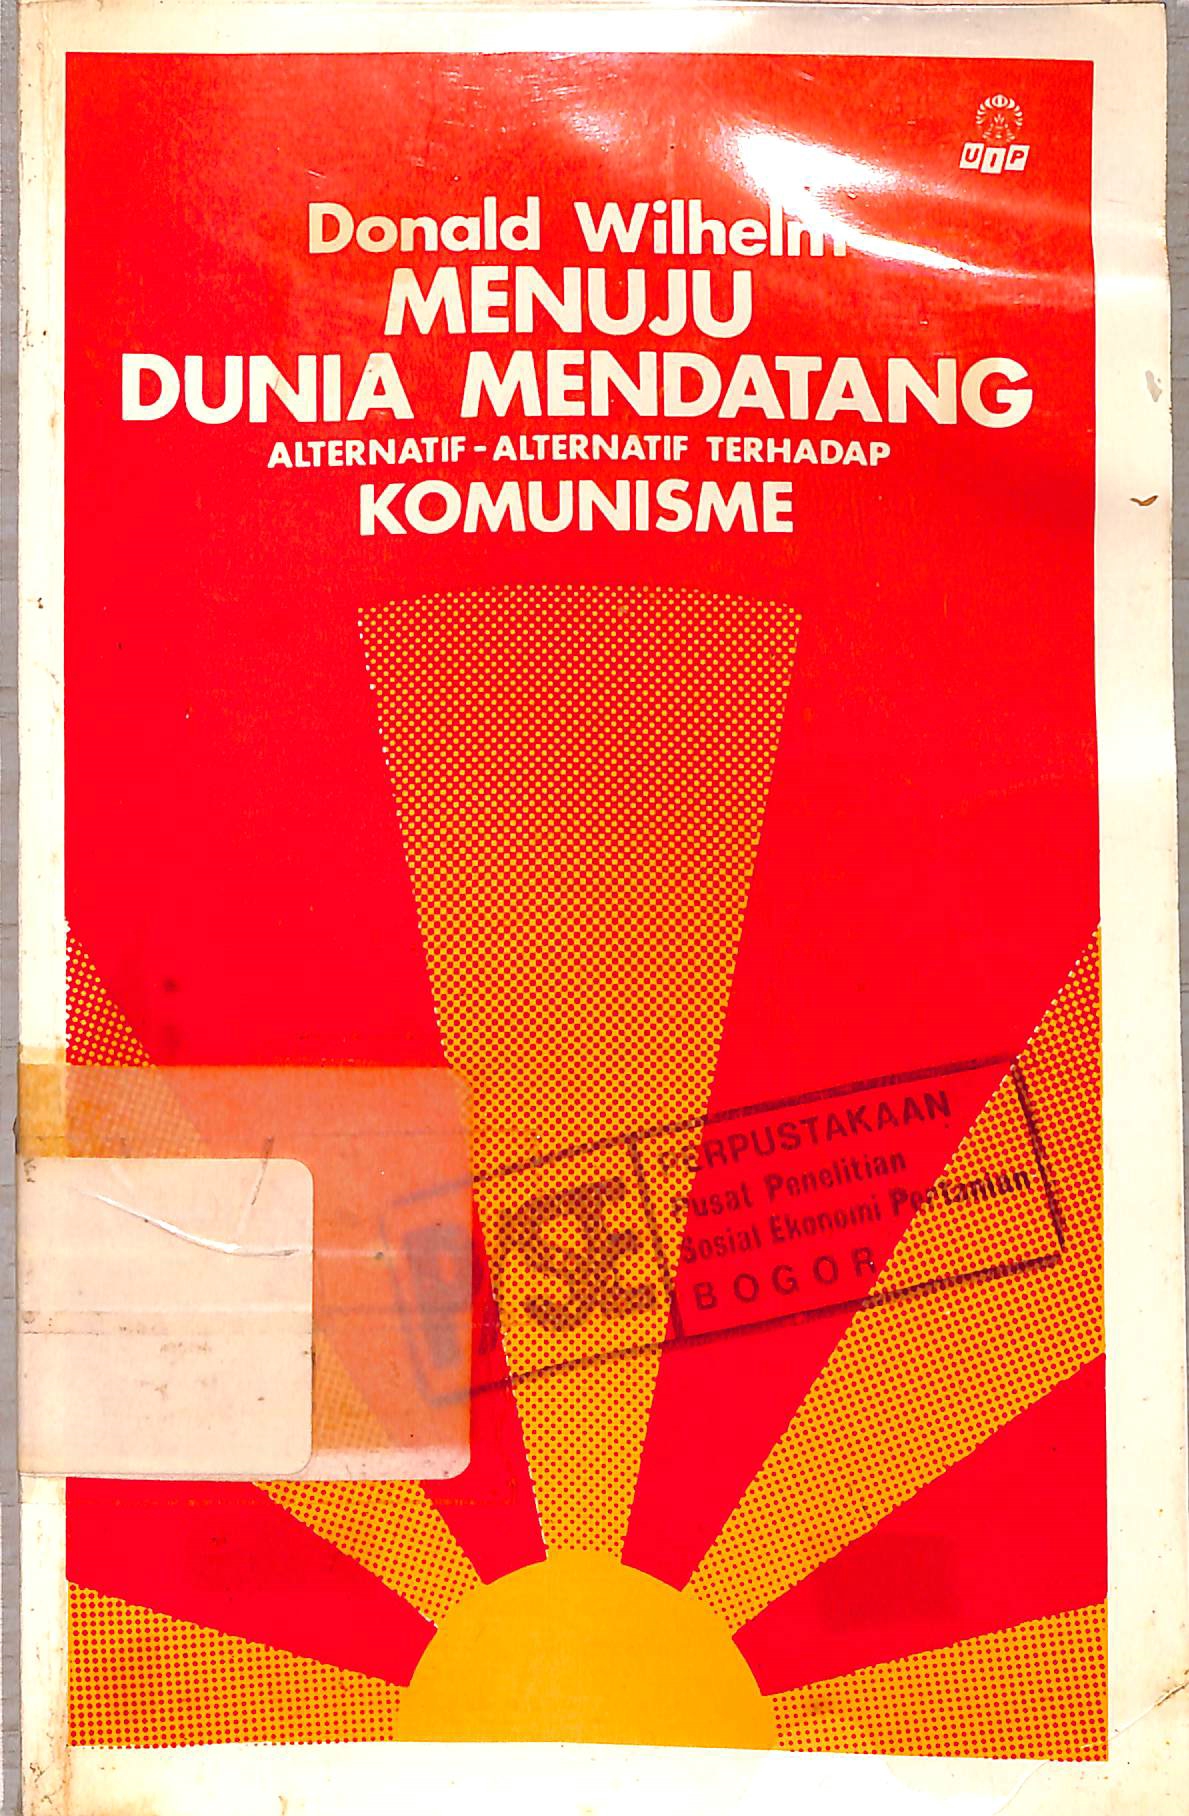 UIP
Donald Wilhelm
MENUJU
DUNIA MENDATANG
ALTERNATIF-ALTERNATIF TERHADAP
KOMUNISME
PERPUSTAKAAN
Pusat Penelitian
Sosial Ekonomi Pertanian
BOGOR